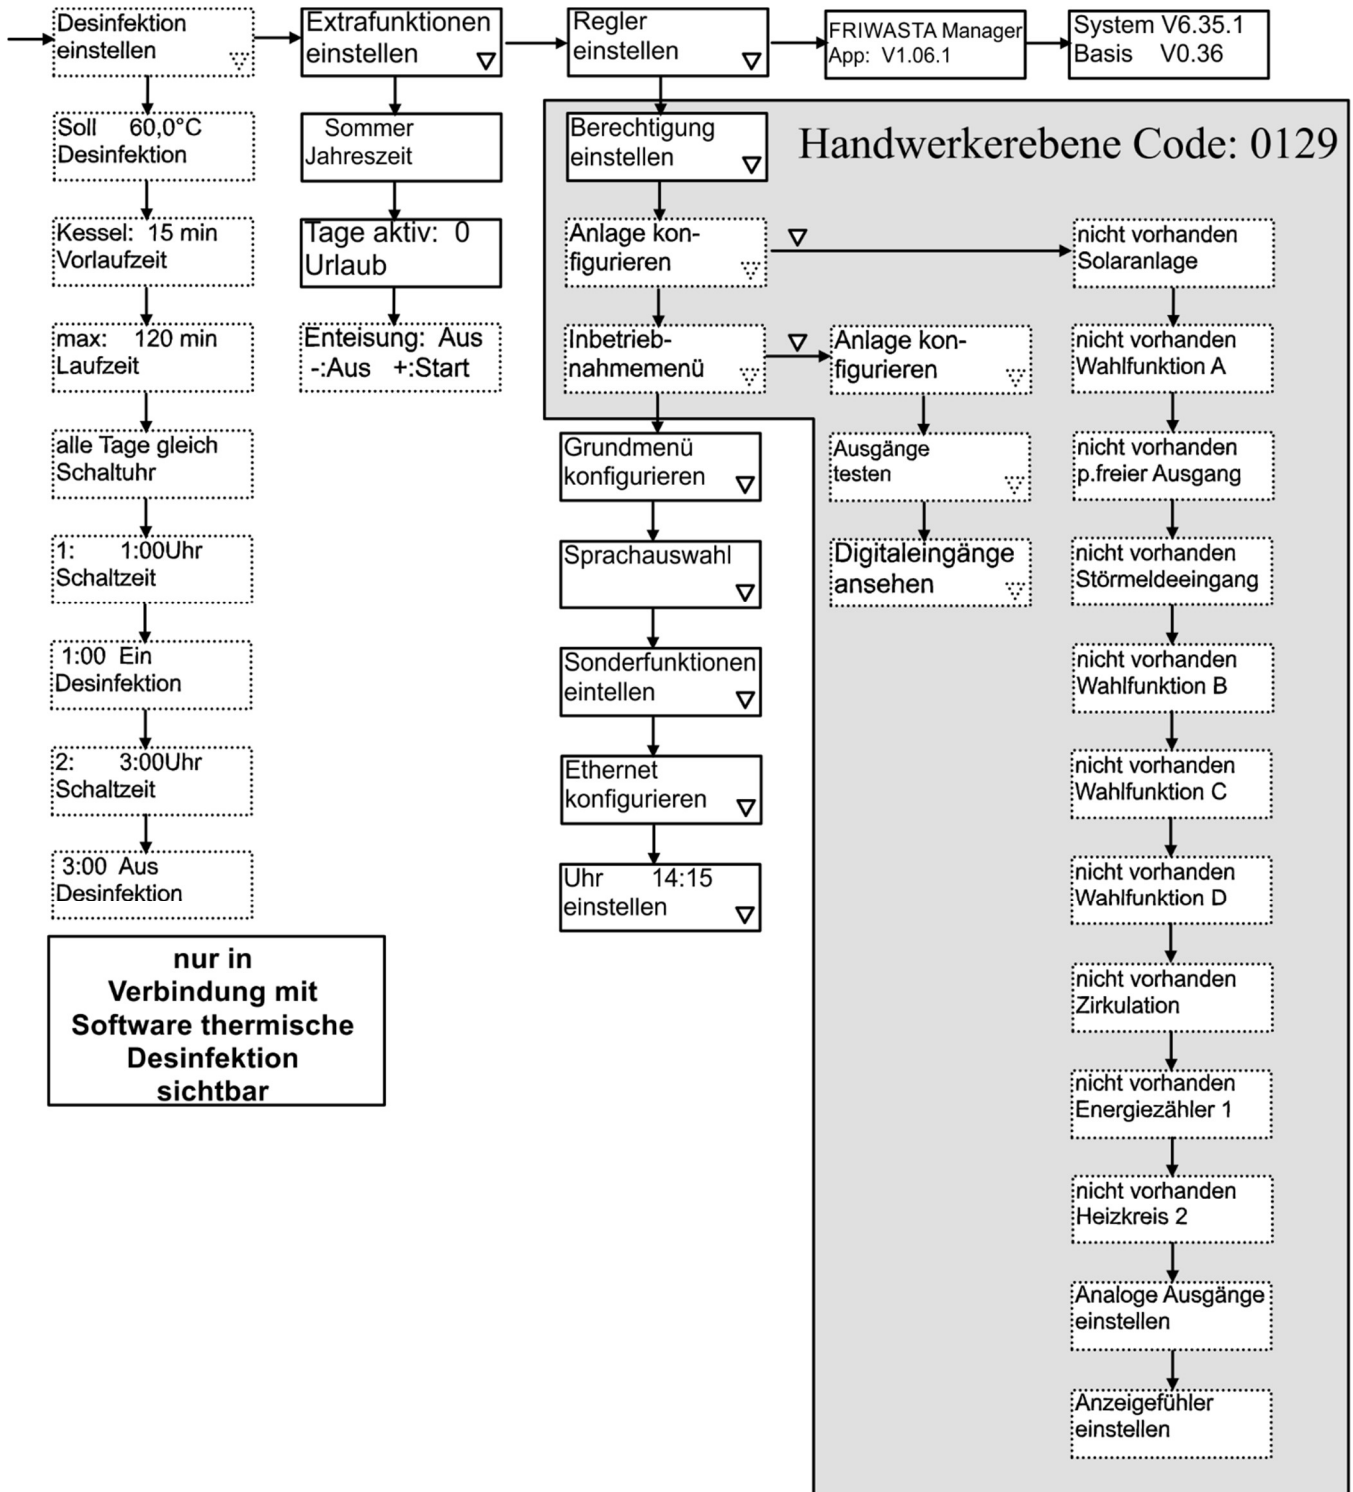 Desinfektion
einstellen
Extrafunktionen
einstellen
Regler
einstellen
FRIWASTA Manager
App: V1.06.1
System V6.35.1
Basis V0.36
Soll 60,0°C
Desinfektion
Kessel: 15 min
Vorlaufzeit
max: 120 min
Laufzeit
alle Tage gleich
Schaltuhr
1: 1:00Uhr
Schaltzeit
1:00 Ein
Desinfektion
2: 3:00Uhr
Schaltzeit
3:00 Aus
Desinfektion
nur in
Verbindung mit
Software thermische
Desinfektion
sichtbar
Sommer
Jahreszeit
Tage aktiv: 0
Urlaub
Enteisung: Aus
-:Aus +:Start
Handwerkerebene Code: 0129
Berechtigung
einstellen
Anlage kon-
figurieren
Inbetrieb-
nahmemenü
Grundmenü
konfigurieren
Sprachauswahl
Sonderfunktionen
eintellen
Ethernet
konfigurieren
Uhr 14:15
einstellen
Anlage kon-
figurieren
Ausgänge
testen
Digitaleingänge
ansehen
nicht vorhanden
Solaranlage
nicht vorhanden
Wahlfunktion A
nicht vorhanden
p.freier Ausgang
nicht vorhanden
Störmeldeeingang
nicht vorhanden
Wahlfunktion B
nicht vorhanden
Wahlfunktion C
nicht vorhanden
Wahlfunktion D
nicht vorhanden
Zirkulation
nicht vorhanden
Energiezähler 1
nicht vorhanden
Heizkreis 2
Analoge Ausgänge
einstellen
Anzeigefühler
einstellen